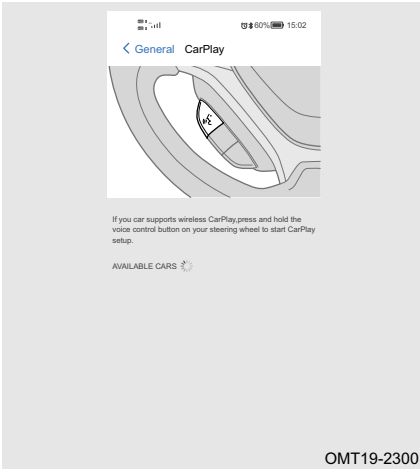 60% 15:02
General CarPlay
If you car supports wireless CarPlay,press and hold the
voice control button on your steering wheel to start CarPlay
setup.
AVAILABLE CARS
OMT19-2300